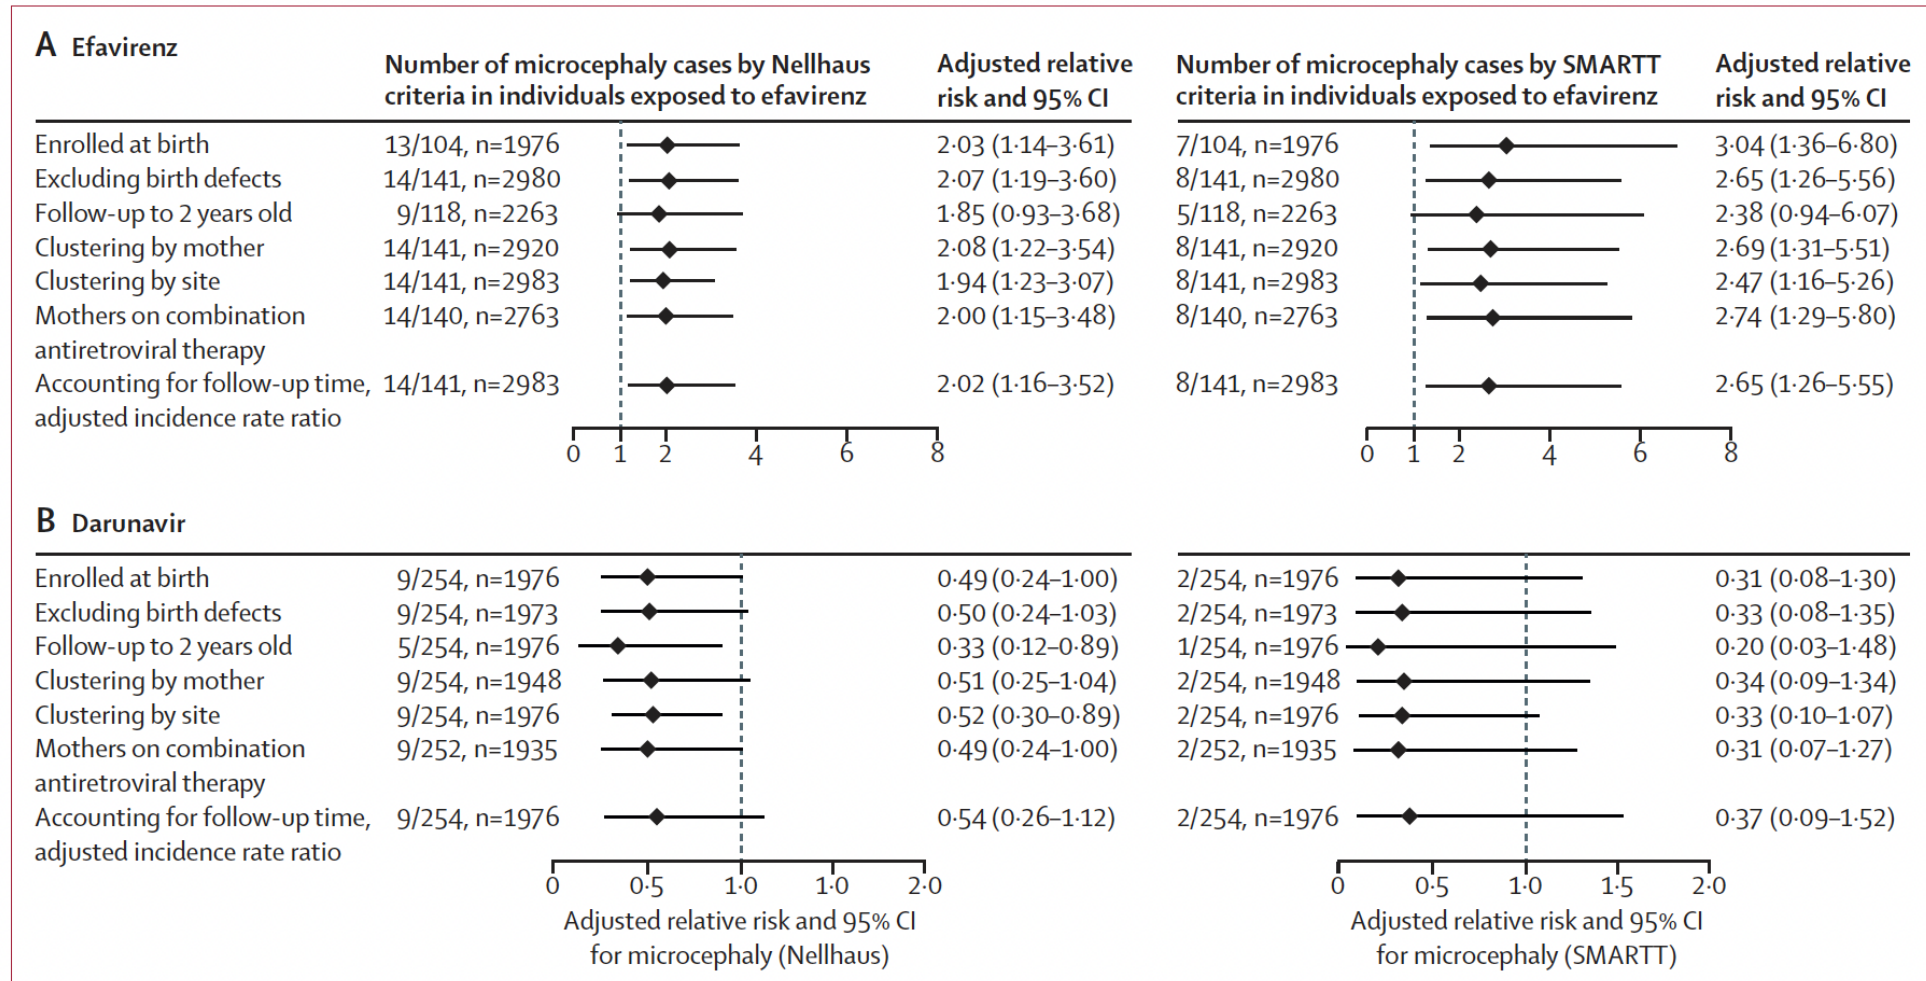 A Efavirenz
Number of microcephaly cases by Nellhaus
criteria in individuals exposed to efavirenz
Adjusted relative
risk and 95% CI
Number of microcephaly cases by SMARTT
criteria in individuals exposed to efavirenz
Adjusted relative
risk and 95% CI
Enrolled at birth 13/104, n=1976 2·03 (1·14–3·61) 7/104, n=1976 3·04 (1·36–6·80)
Excluding birth defects 14/141, n=2980 2·07 (1·19–3·60) 8/141, n=2980 2·65 (1·26–5·56)
Follow-up to 2 years old 9/118, n=2263 1·85 (0·93–3·68) 5/118, n=2263 2·38 (0·94–6·07)
Clustering by mother 14/141, n=2920 2·08 (1·22–3·54) 8/141, n=2920 2·69 (1·31–5·51)
Clustering by site 14/141, n=2983 1·94 (1·23–3·07) 8/141, n=2983 2·47 (1·16–5·26)
Mothers on combination 14/140, n=2763 2·00 (1·15–3·48) 8/140, n=2763 2·74 (1·29–5·80)
antiretroviral therapy
Accounting for follow-up time, 14/141, n=2983 2·02 (1·16–3·52) 8/141, n=2983 2·65 (1·26–5·55)
adjusted incidence rate ratio
0 1 2 4 6 8 0 1 2 4 6 8
B Darunavir
Enrolled at birth 9/254, n=1976 0·49 (0·24–1·00) 2/254, n=1976 0·31 (0·08–1·30)
Excluding birth defects 9/254, n=1973 0·50 (0·24–1·03) 2/254, n=1973 0·33 (0·08–1·35)
Follow-up to 2 years old 5/254, n=1976 0·33 (0·12–0·89) 1/254, n=1976 0·20 (0·03–1·48)
Clustering by mother 9/254, n=1948 0·51 (0·25–1·04) 2/254, n=1948 0·34 (0·09–1·34)
Clustering by site 9/254, n=1976 0·52 (0·30–0·89) 2/254, n=1976 0·33 (0·10–1·07)
Mothers on combination 9/252, n=1935 0·49 (0·24–1·00) 2/252, n=1935 0·31 (0·07–1·27)
antiretroviral therapy
Accounting for follow-up time, 9/254, n=1976 0·54 (0·26–1·12) 2/254, n=1976 0·37 (0·09–1·52)
adjusted incidence rate ratio
0 0·5 1·0 1·0 2·0 0 0·5 1·0 1·5 2·0
Adjusted relative risk and 95% CI
for microcephaly (Nellhaus)
Adjusted relative risk and 95% CI
for microcephaly (SMARTT)